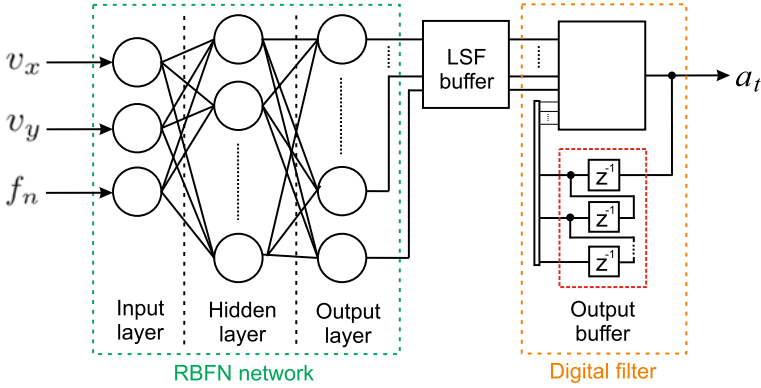 v_x
v_y
f_n
LSF
buffer
a_t
z⁻¹
z⁻¹
z⁻¹
Input
layer
Hidden
layer
Output
layer
Output
buffer
RBFN network
Digital filter